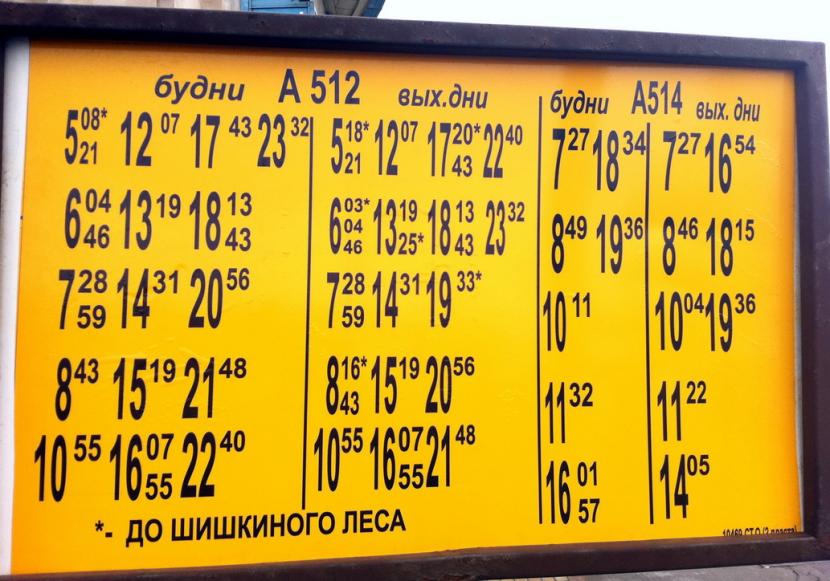 будни А 512 вых.дни будни А514 вых. дни
5 08* 21 12 07 17 43 23 32 5 18* 21 12 07 17 20* 43 22 40 7 27 18 34 7 27 16 54
6 04 46 13 19 18 13 43 6 03* 04 46 13 19 25* 18 13 43 23 32 8 49 19 36 8 46 18 15
7 28 59 14 31 20 56 7 28 59 14 31 19 33* 10 11 10 04 19 36
8 43 15 19 21 48 8 16* 43 15 19 20 56 11 32 11 22
10 55 16 07 55 22 40 10 55 16 07 55 21 48 16 01 57 14 05
*- ДО ШИШКИНОГО ЛЕСА